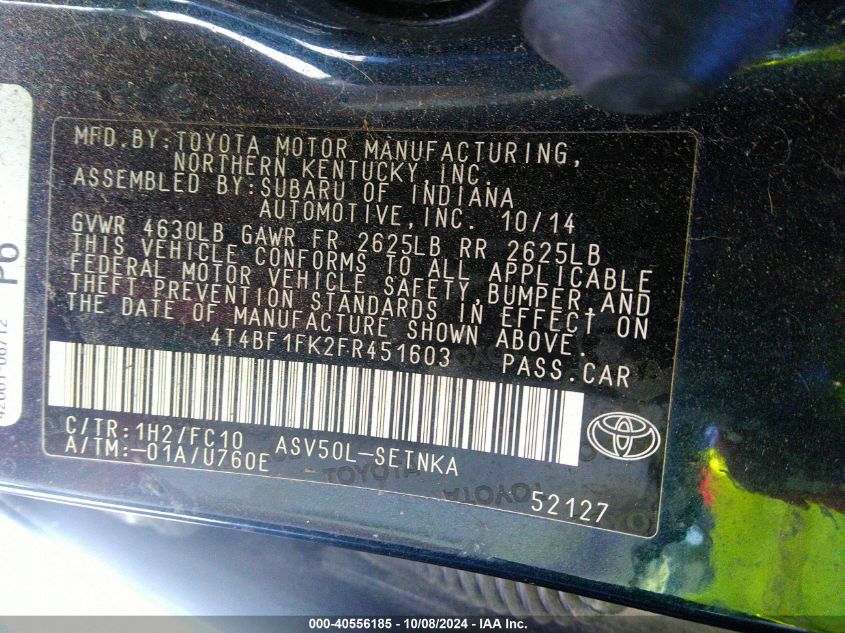 MFD.BY:TOYOTA MOTOR MANUFACTURING,
NORTHERN KENTUCKY, INC.
ASSEMBLED BY:SUBARU OF INDIANA
AUTOMOTIVE,INC. 10/14
GVWR 4630LB GAWR FR 2625LB RR 2625LB
THIS VEHICLE CONFORMS TO ALL APPLICABLE
FEDERAL MOTOR VEHICLE SAFETY,BUMPER,AND
THEFT PREVENTION STANDARDS IN EFFECT ON
THE DATE OF MANUFACTURE SHOWN ABOVE.
4T4BF1FK2FR451603 PASS.CAR
C/TR:1H2/FC10 ASV50L-SETNKA
A/TM:-01A/U760E
TOYOTA
TOYOTA
52127
000-40556185 - 10/08/2024 - IAA Inc.